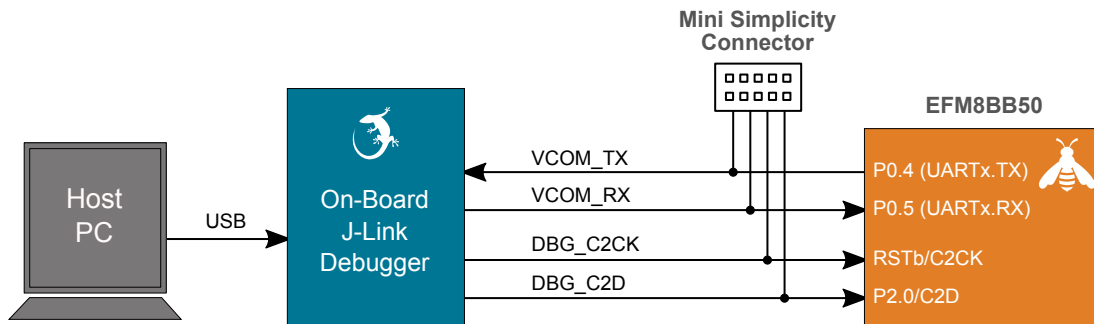 Mini Simplicity
Connector
EFM8BB50
Host
PC
USB
On-Board
J-Link
Debugger
VCOM_TX
VCOM_RX
DBG_C2CK
DBG_C2D
P0.4 (UARTx.TX)
P0.5 (UARTx.RX)
RSTb/C2CK
P2.0/C2D